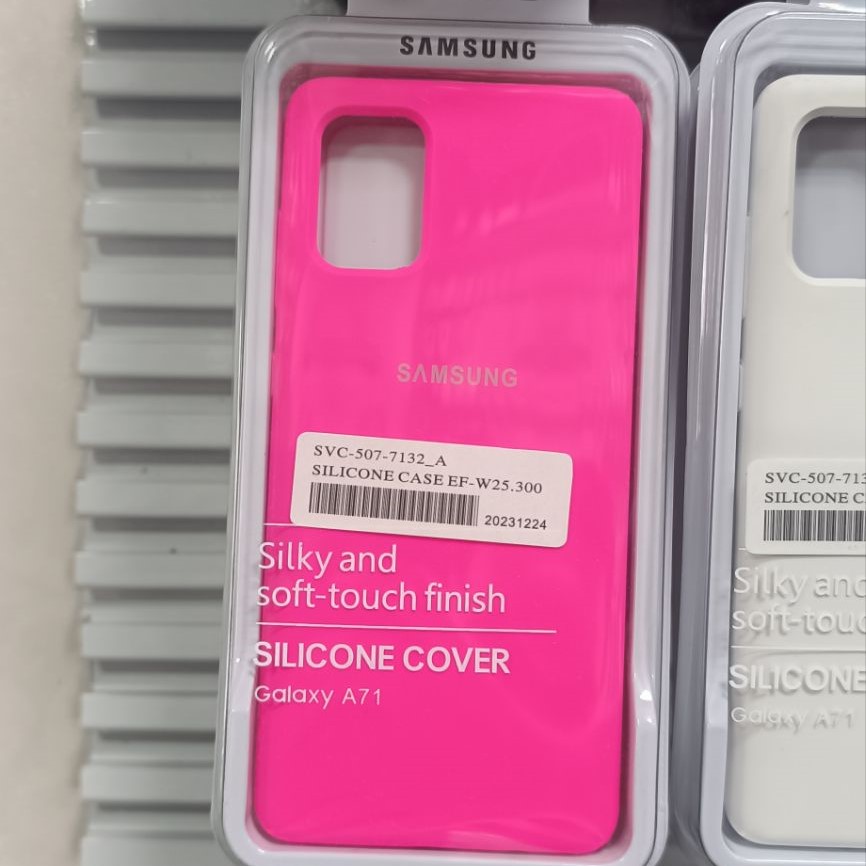 SAMSUNG
SAMSUNG
SVC-507-7132_A
SILICONE CASE EF-W25.300
20231224
Silky and
soft-touch finish
SILICONE COVER
Galaxy A71
SVC-507-713
SILICONE C
Silky and
soft-touc
SILICONE
Galaxy A71